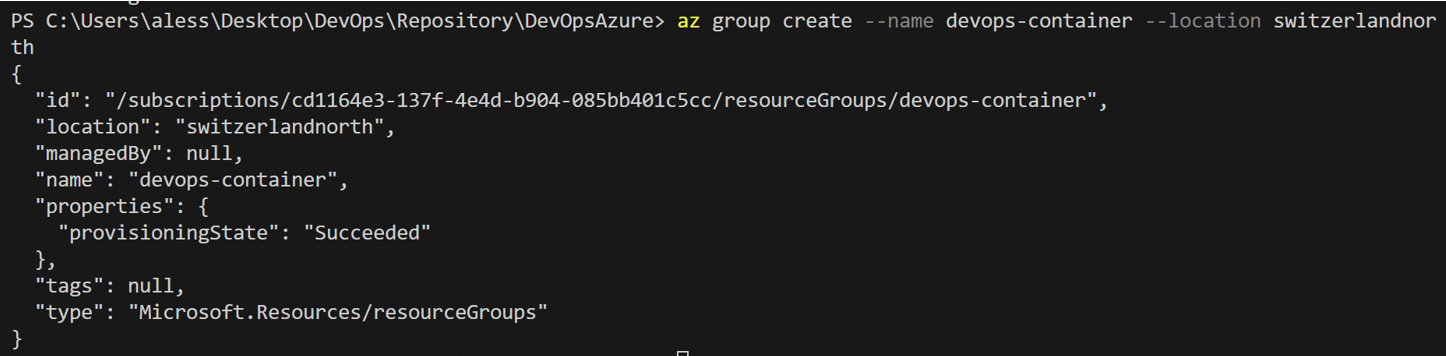 PS C:\Users\aless\Desktop\DevOps\Repository\DevOpsAzure> az group create --name devops-container --location switzerlandnor
th
{
  "id": "/subscriptions/cd1164e3-137f-4e4d-b904-085bb401c5cc/resourceGroups/devops-container",
  "location": "switzerlandnorth",
  "managedBy": null,
  "name": "devops-container",
  "properties": {
    "provisioningState": "Succeeded"
  },
  "tags": null,
  "type": "Microsoft.Resources/resourceGroups"
}